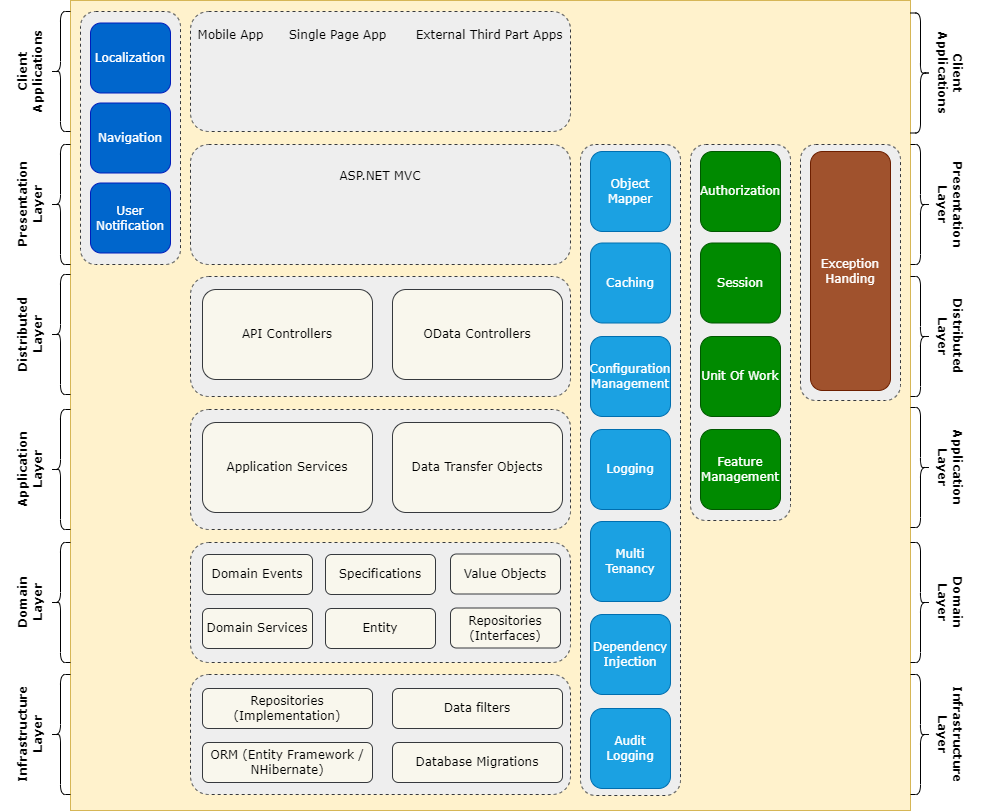 Client
Applications
Localization
Navigation
User
Notification
Mobile App
Single Page App
External Third Part Apps
Client
Applications
Presentation
Layer
ASP.NET MVC
Presentation
Layer
Object
Mapper
Caching
Configuration
Management
Logging
Multi
Tenancy
Dependency
Injection
Audit
Logging
Authorization
Session
Unit Of Work
Feature
Management
Exception
Handing
Distributed
Layer
API Controllers
OData Controllers
Distributed
Layer
Application
Layer
Application Services
Data Transfer Objects
Application
Layer
Domain
Layer
Domain Events
Specifications
Value Objects
Domain Services
Entity
Repositories
(Interfaces)
Domain
Layer
Infrastructure
Layer
Repositories
(Implementation)
Data filters
ORM (Entity Framework /
NHibernate)
Database Migrations
Infrastructure
Layer